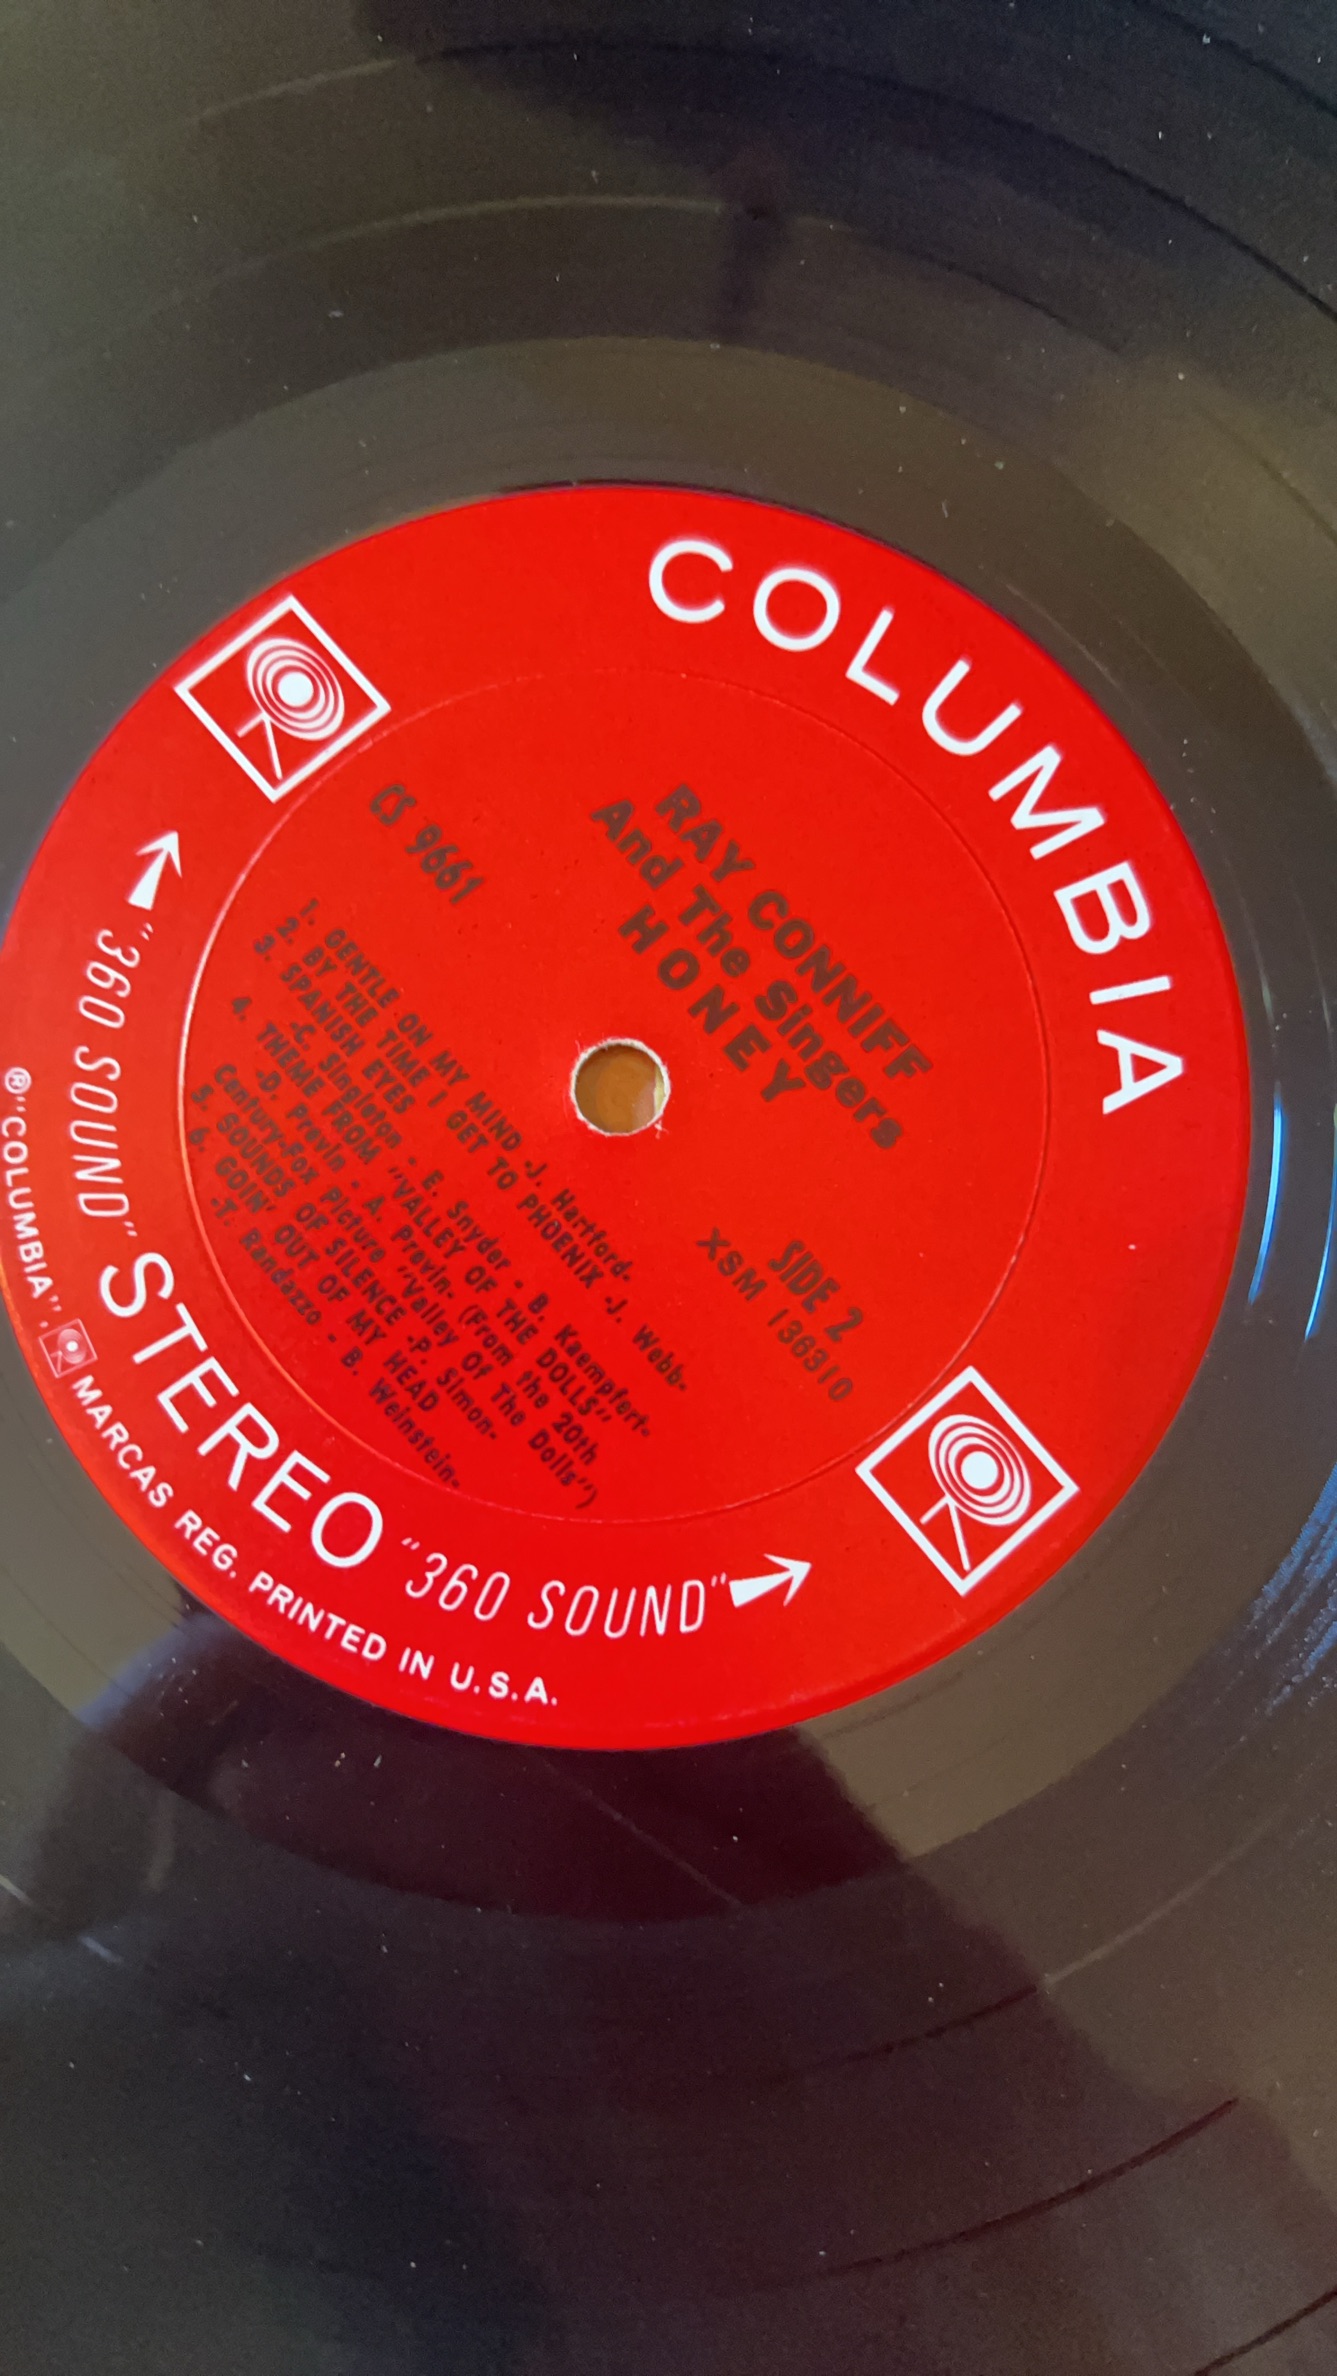 COLUMBIA
RAY CONNIFF
And The Singers
HONEY
CS 9661
SIDE 2
XSM 136310
1. GENTLE ON MY MIND -J. Hartford-
2. BY THE TIME I GET TO PHOENIX -J. Webb-
3. SPANISH EYES
-C. Singleton - E. Snyder - B. Kaempfert-
4. THEME FROM "VALLEY OF THE DOLLS"
-D. Previn - A. Previn- (From the 20th
Century-Fox Picture "Valley Of The Dolls")
5. SOUNDS OF SILENCE -P. Simon-
6. GOIN' OUT OF MY HEAD
-T. Randazzo - B. Weinstein-
"360 SOUND" STEREO "360 SOUND"
®"COLUMBIA", MARCAS REG. PRINTED IN U.S.A.